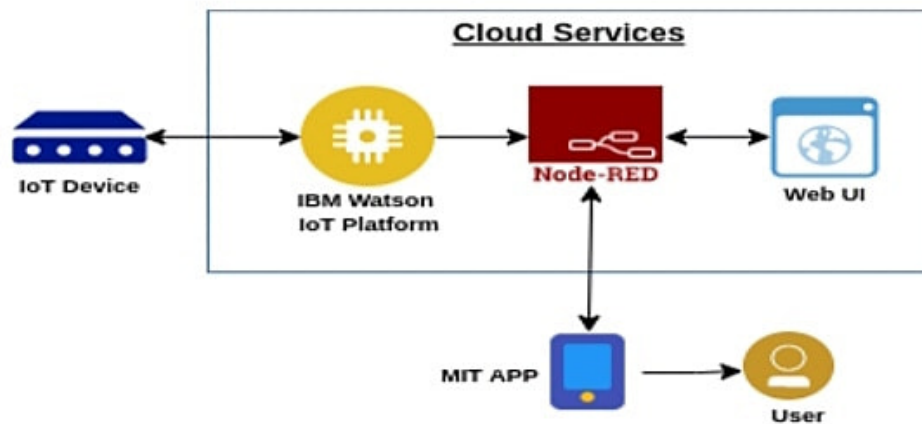 Cloud Services
IoT Device
IBM Watson
IoT Platform
Node-RED
Web UI
MIT APP
User